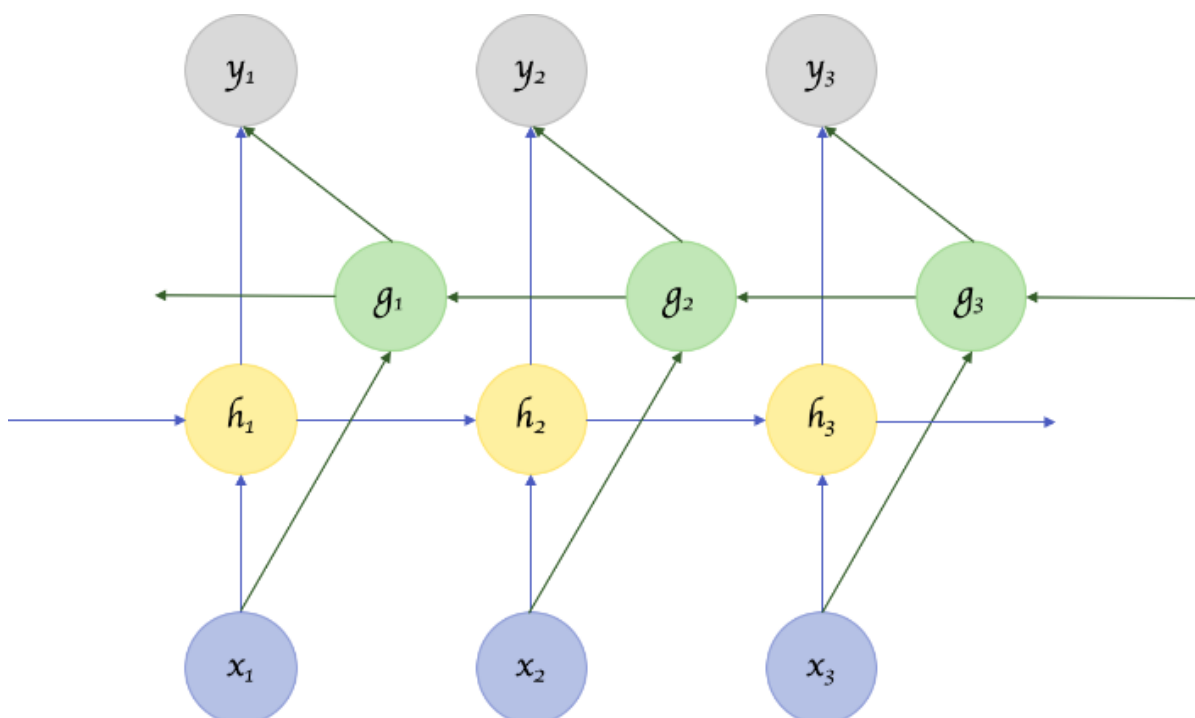 y₁ y₂ y₃
g₁ g₂ g₃
h₁ h₂ h₃
x₁ x₂ x₃